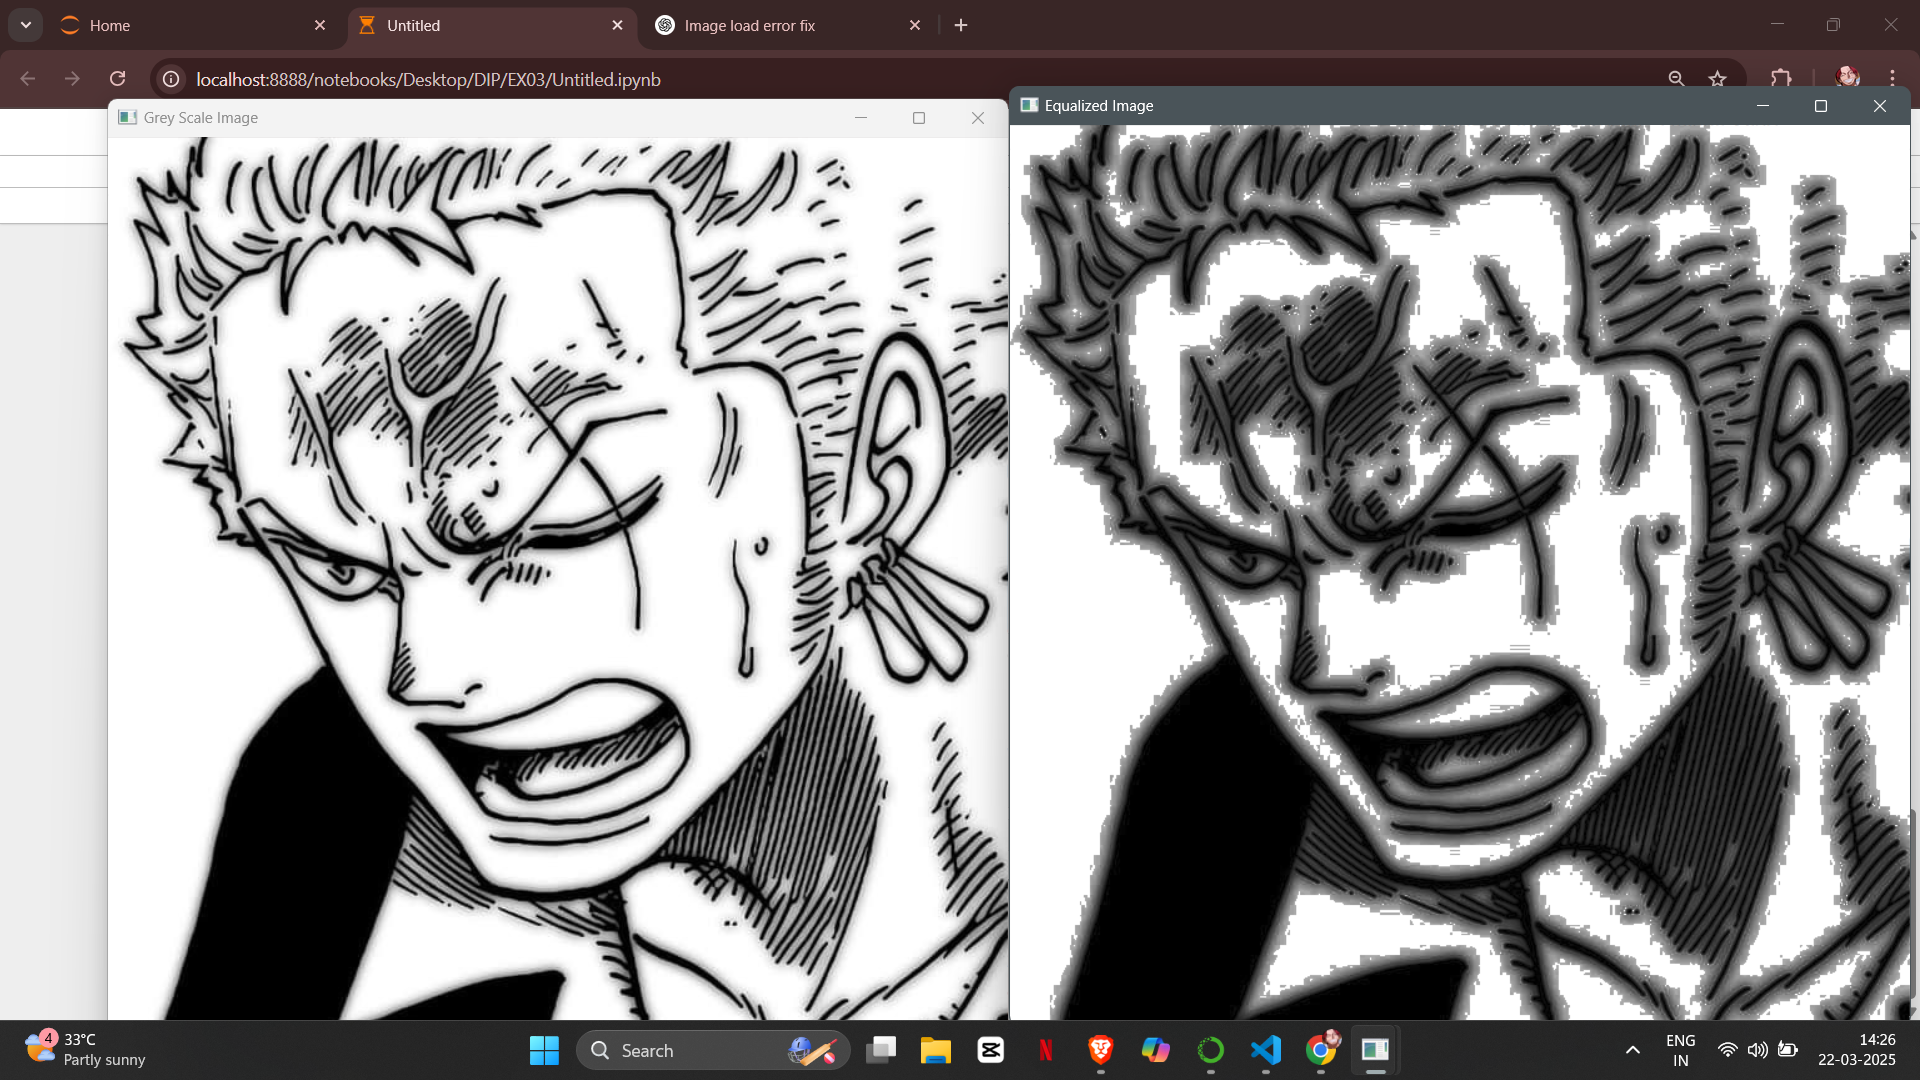 Home
Untitled
Image load error fix
localhost:8888/notebooks/Desktop/DIP/EX03/Untitled.ipynb
Grey Scale Image
Equalized Image
4
33°C
Partly sunny
Search
N
ENG
IN
14:26
22-03-2025